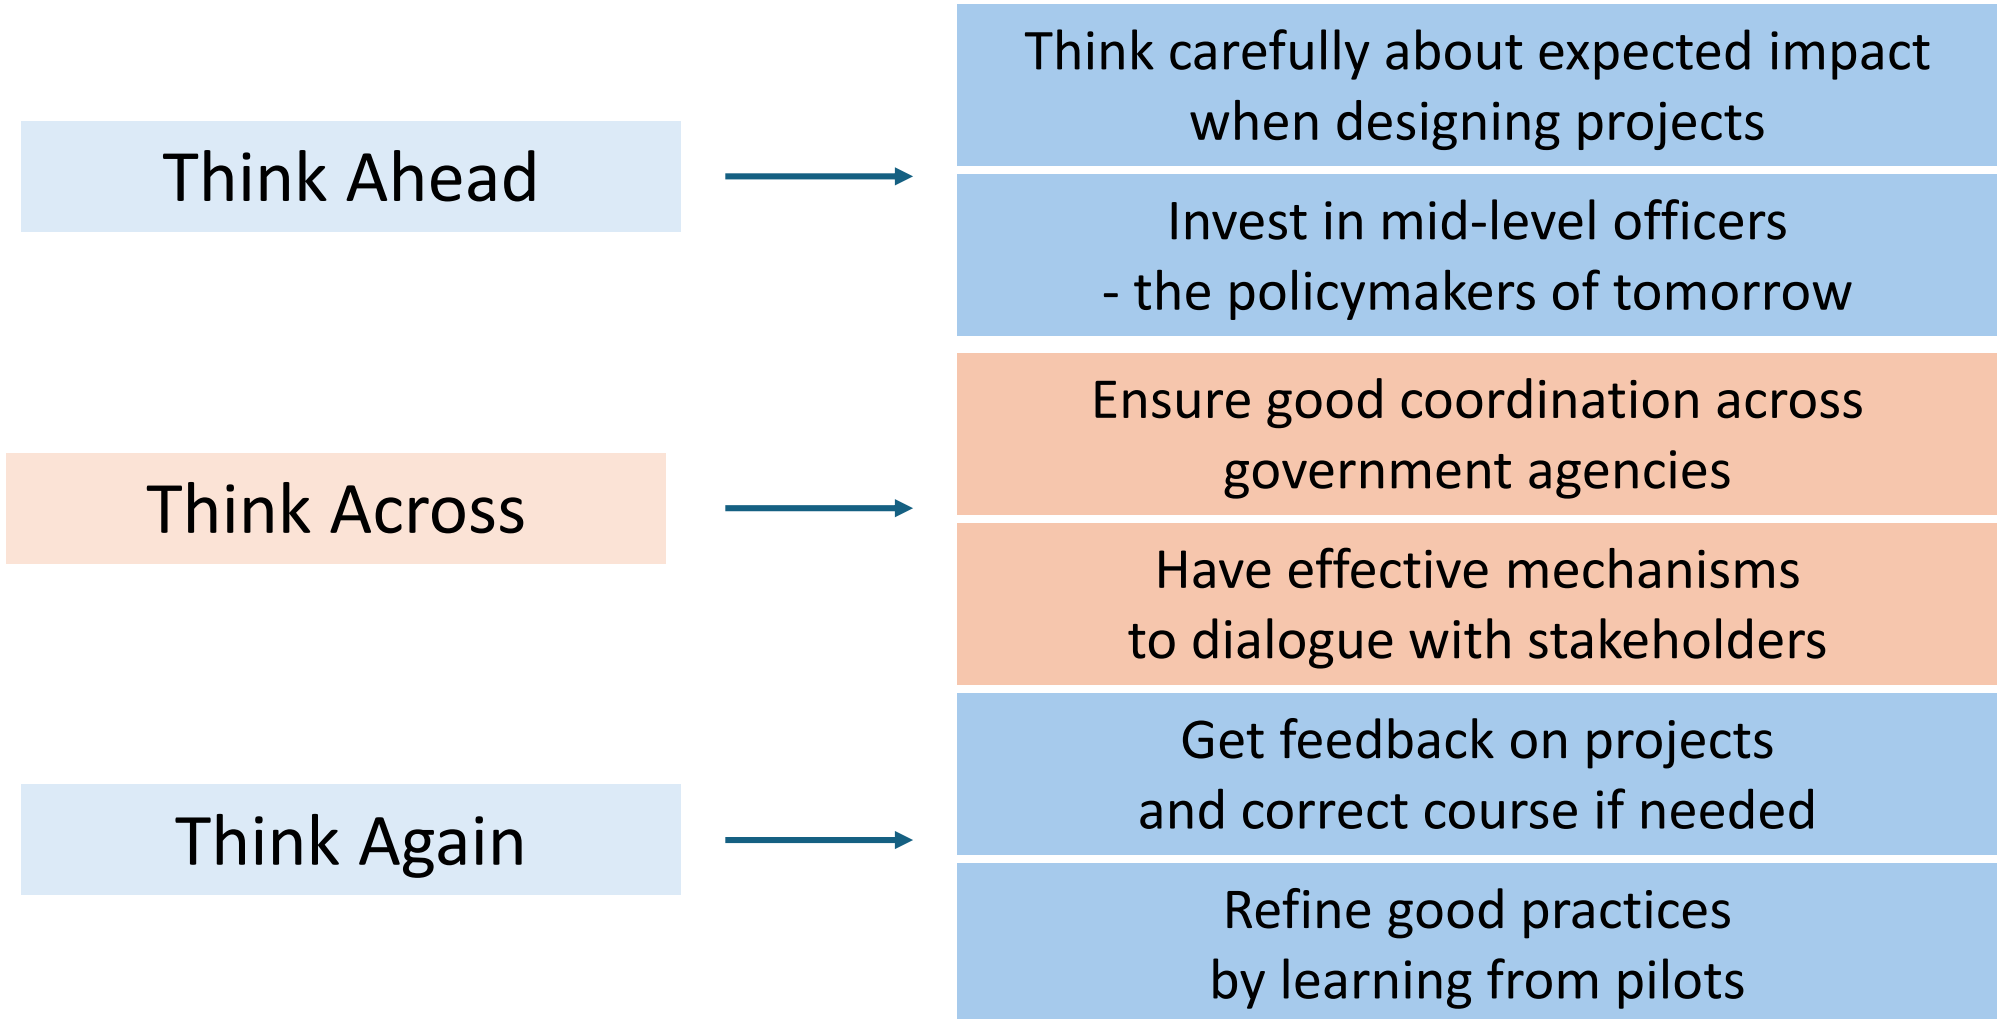 Think Ahead
Think carefully about expected impact
when designing projects
Invest in mid-level officers
- the policymakers of tomorrow
Think Across
Ensure good coordination across
government agencies
Have effective mechanisms
to dialogue with stakeholders
Think Again
Get feedback on projects
and correct course if needed
Refine good practices
by learning from pilots